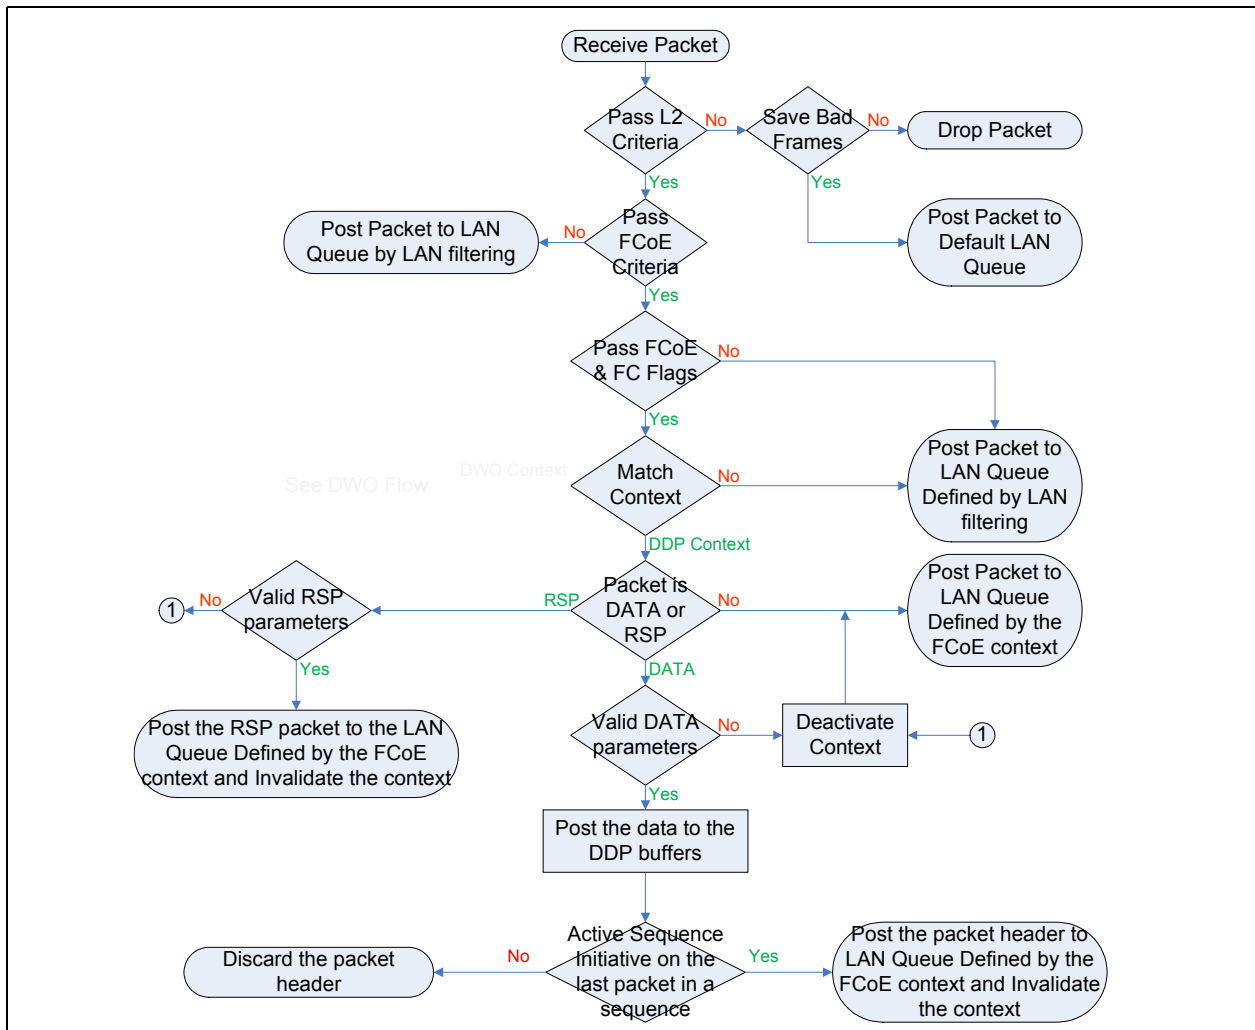 Receive Packet
Pass L2
Criteria
No
Save Bad
Frames
No
Drop Packet
Yes
Yes
Post Packet to LAN
Queue by LAN filtering
No
Pass
FCoE
Criteria
Post Packet to
Default LAN
Queue
Yes
Pass FCoE
& FC Flags
No
Yes
See DWO Flow
DWO Context
Match
Context
No
Post Packet to
LAN Queue
Defined by LAN
filtering
DDP Context
1
No
Valid RSP
parameters
RSP
Packet is
DATA or
RSP
No
Post Packet to
LAN Queue
Defined by the
FCoE context
Yes
DATA
Post the RSP packet to the LAN
Queue Defined by the FCoE
context and Invalidate the context
Valid DATA
parameters
No
Deactivate
Context
1
Yes
Post the data to the
DDP buffers
Discard the packet
header
No
Active Sequence
Initiative on the
last packet in a
sequence
Yes
Post the packet header to
LAN Queue Defined by the
FCoE context and Invalidate
the context